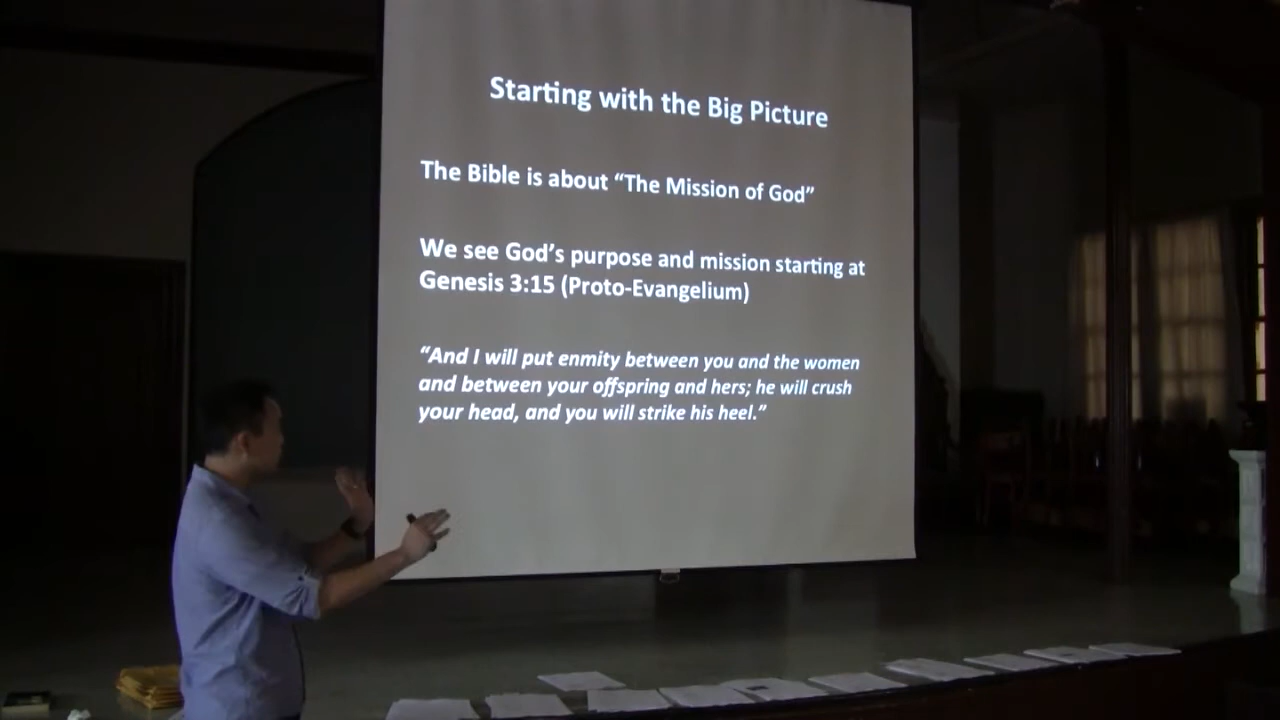 Starting with the Big Picture
The Bible is about “The Mission of God”
We see God’s purpose and mission starting at
Genesis 3:15 (Proto-Evangelium)
“And I will put enmity between you and the women
and between your offspring and hers; he will crush
your head, and you will strike his heel.”